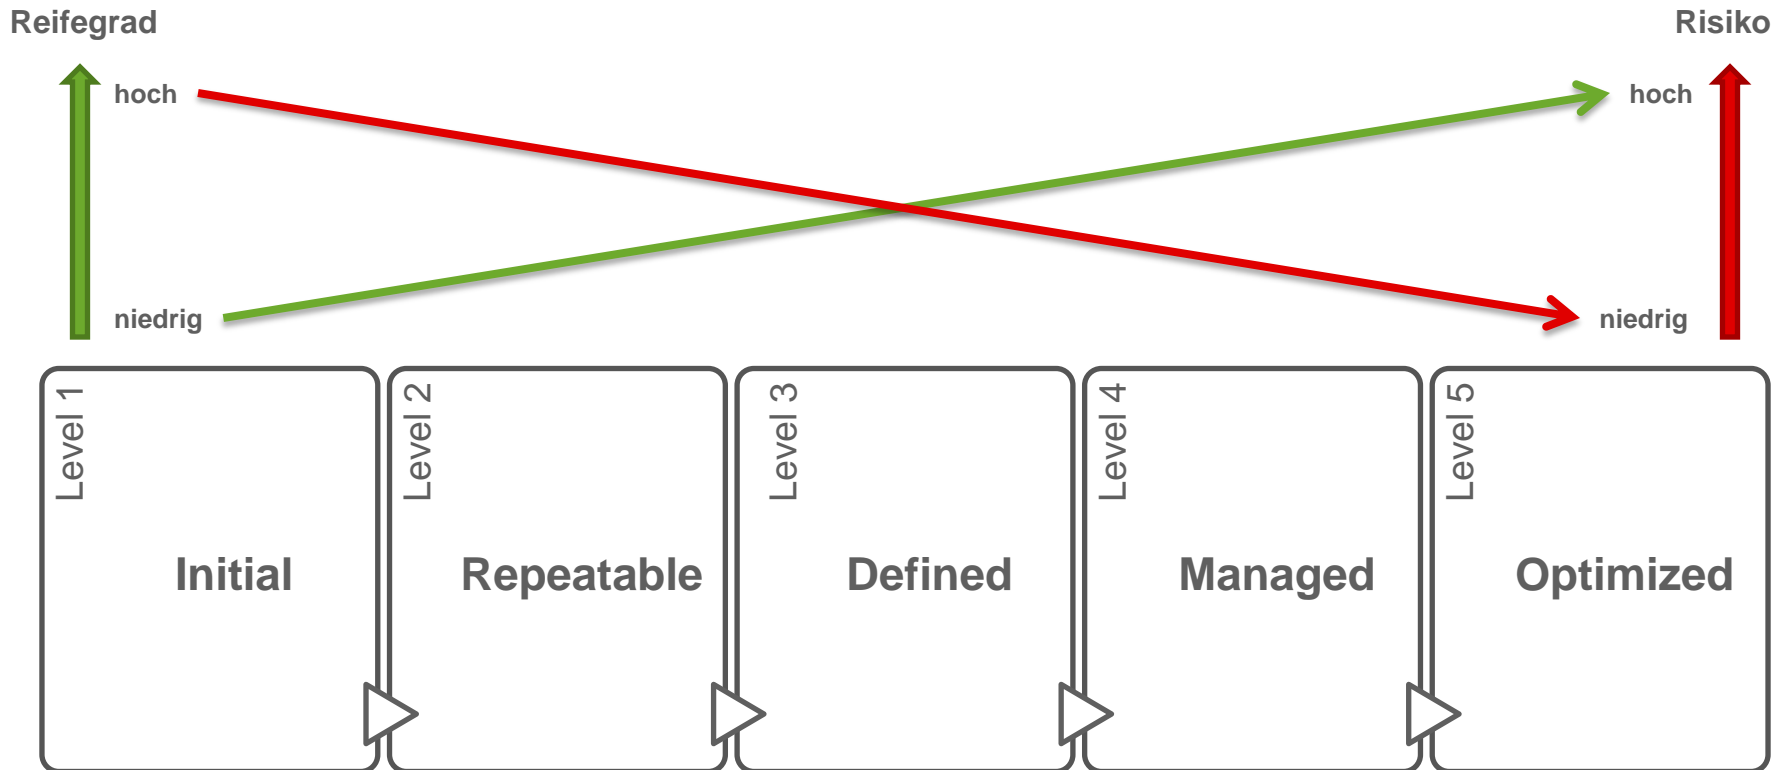 Reifegrad
Risiko
hoch
hoch
niedrig
niedrig
Level 1
Level 2
Level 3
Level 4
Level 5
Initial
Repeatable
Defined
Managed
Optimized